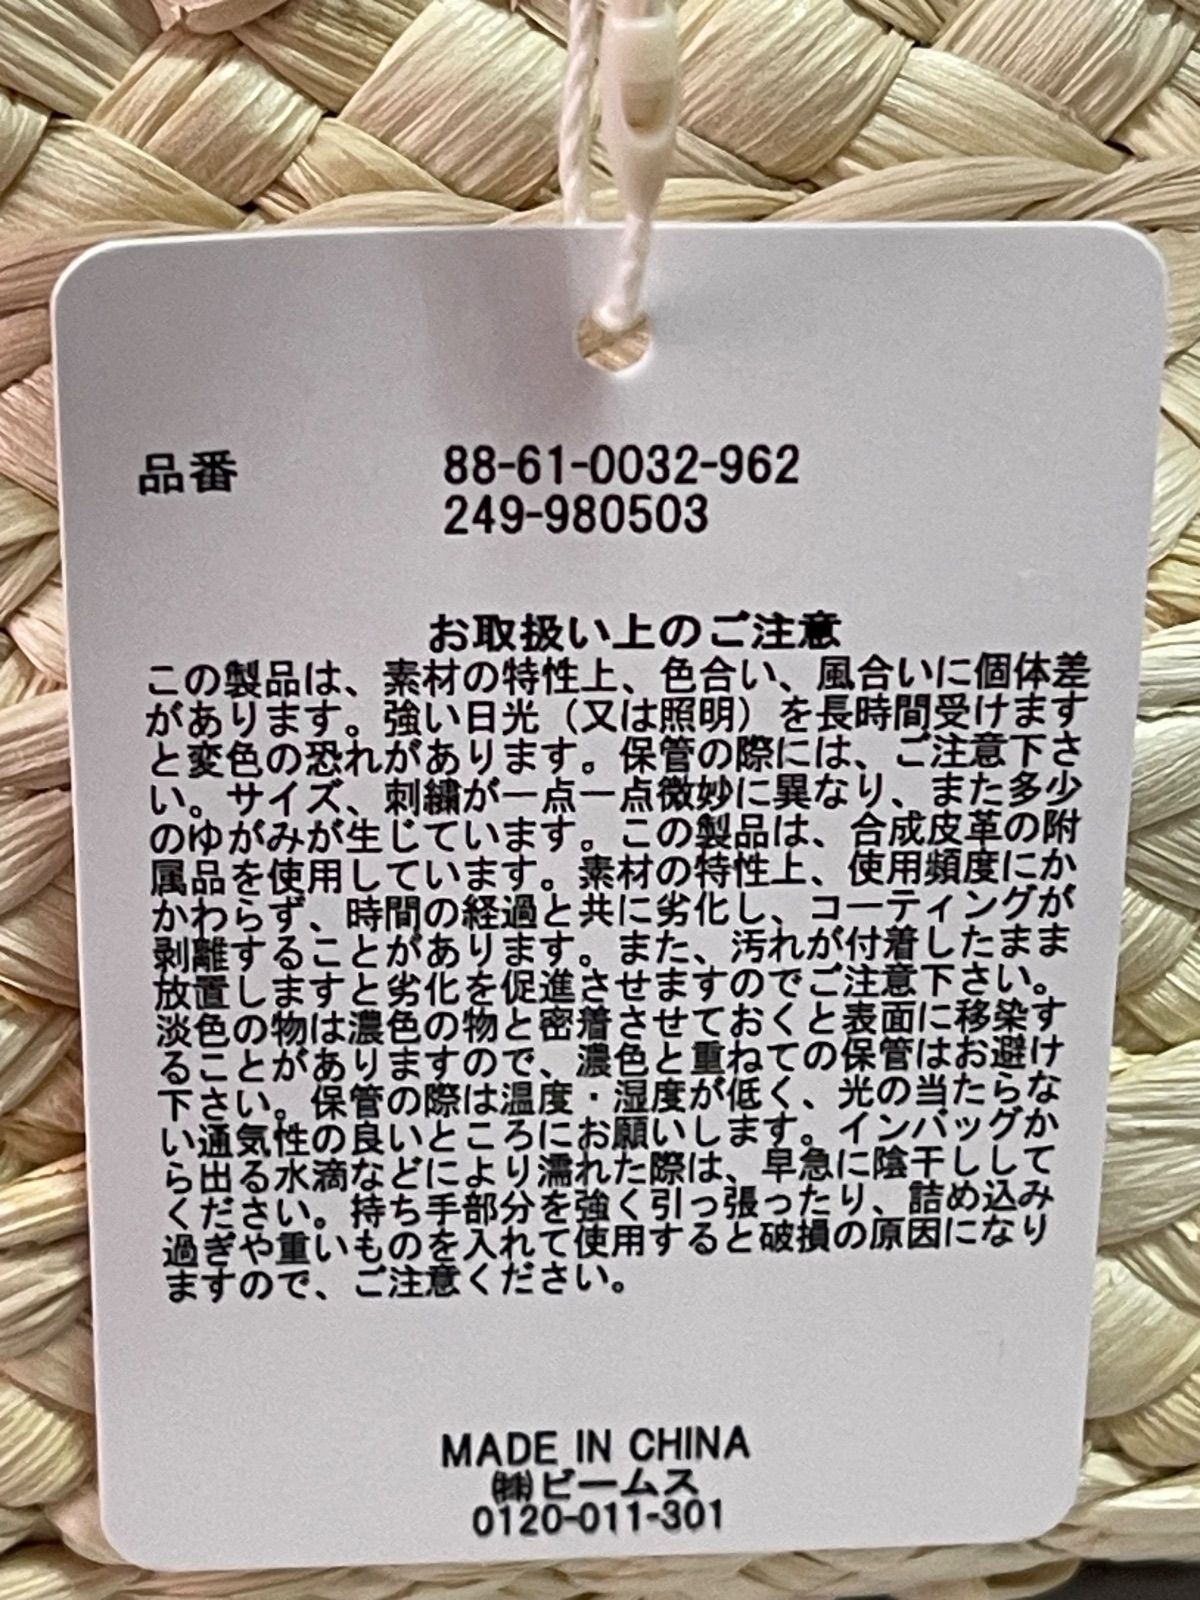 品番 88-61-0032-962
249-980503
お取扱い上のご注意
この製品は、素材の特性上、色合い、風合いに個体差
があります。強い日光（又は照明）を長時間受けます
と変色の恐れがあります。保管の際には、ご注意下さ
い。サイズ、刺繍が一点一点微妙に異なり、また多少
のゆがみが生じています。この製品は、合成皮革の附
属品を使用しています。素材の特性上、使用頻度にか
かわらず、時間の経過と共に劣化し、コーティングが
剥離することがあります。また、汚れが付着したまま
放置しますと劣化を促進させますのでご注意下さい。
淡色の物は濃色の物と密着させておくと表面に移染す
ることがありますので、濃色と重ねての保管はお避け
下さい。保管の際は温度・湿度が低く、光の当たらな
い通気性の良いところにお願いします。インバッグか
ら出る水滴などにより濡れた際は、早急に陰干しして
ください。持ち手部分を強く引っ張ったり、詰め込み
過ぎや重いものを入れて使用すると破損の原因になり
ますので、ご注意ください。
MADE IN CHINA
㈱ビームス
0120-011-301